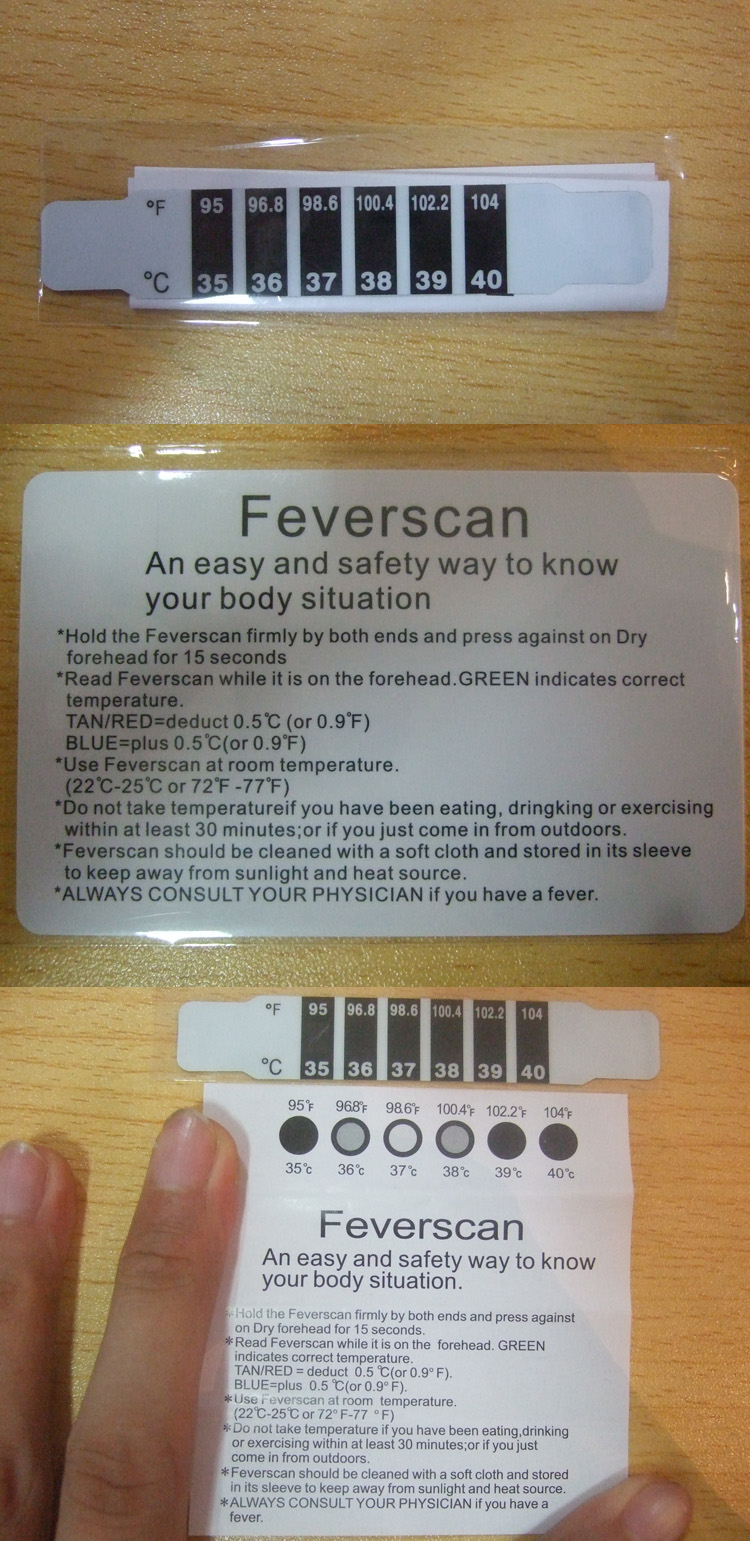 °F 95 96.8 98.6 100.4 102.2 104
°C 35 36 37 38 39 40
Feverscan
An easy and safety way to know
your body situation
*Hold the Feverscan firmly by both ends and press against on Dry
forehead for 15 seconds
*Read Feverscan while it is on the forehead.GREEN indicates correct
temperature.
TAN/RED=deduct 0.5℃ (or 0.9℉)
BLUE=plus 0.5℃(or 0.9℉)
*Use Feverscan at room temperature.
(22℃-25℃ or 72℉ -77℉)
*Do not take temperatureif you have been eating, dringking or exercising
within at least 30 minutes;or if you just come in from outdoors.
*Feverscan should be cleaned with a soft cloth and stored in its sleeve
to keep away from sunlight and heat source.
*ALWAYS CONSULT YOUR PHYSICIAN if you have a fever.
°F 95 96.8 98.6 100.4 102.2 104
°C 35 36 37 38 39 40
95°F 96.8°F 98.6°F 100.4°F 102.2°F 104°F
35°c 36°c 37°c 38°c 39°c 40°c
Feverscan
An easy and safety way to know
your body situation.
*Hold the Feverscan firmly by both ends and press against
on Dry forehead for 15 seconds.
*Read Feverscan while it is on the forehead. GREEN
indicates correct temperature.
TAN/RED = deduct 0.5 ℃(or 0.9° F).
BLUE=plus 0.5 ℃(or 0.9° F).
*Use Feverscan at room temperature.
(22℃-25℃ or 72° F-77 ° F)
*Do not take temperature if you have been eating,drinking
or exercising within at least 30 minutes;or if you just
come in from outdoors.
*Feverscan should be cleaned with a soft cloth and stored
in its sleeve to keep away from sunlight and heat source.
*ALWAYS CONSULT YOUR PHYSICIAN if you have a
fever.